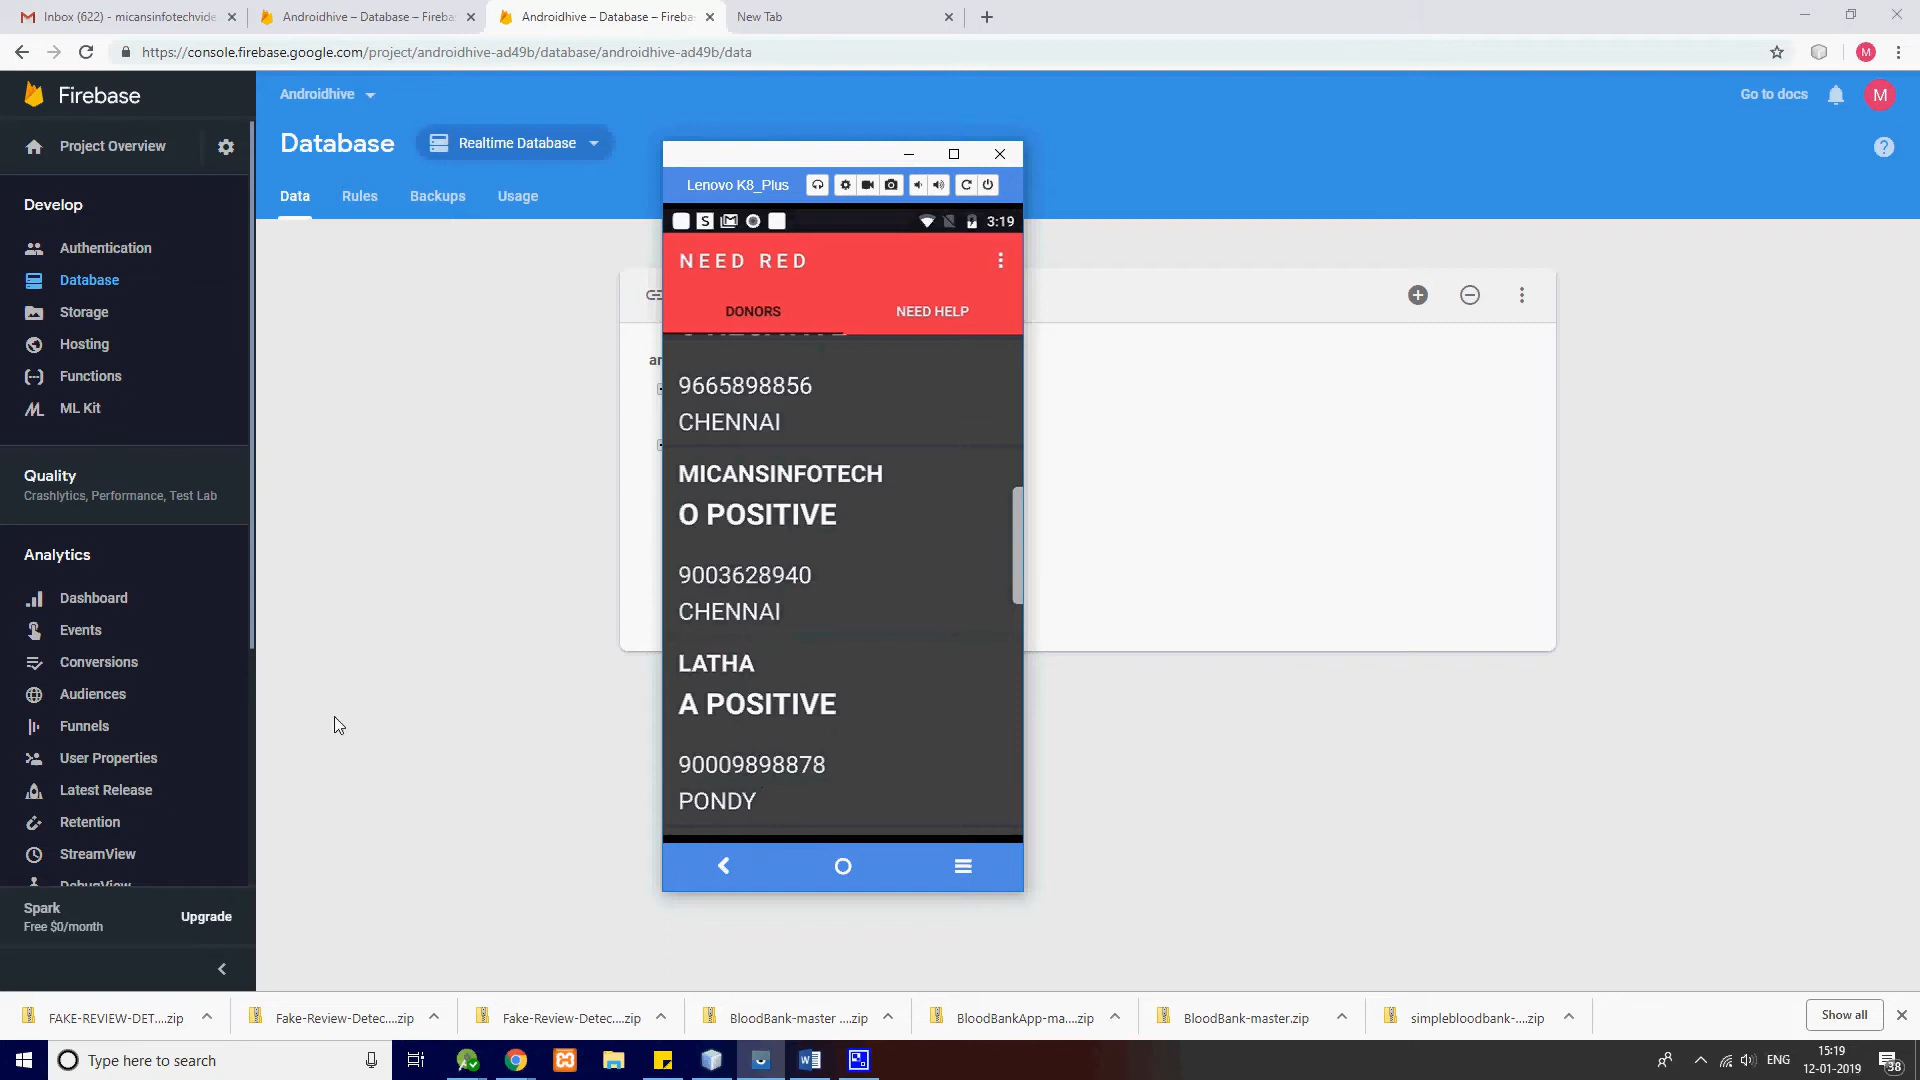 Inbox (622) - micansinfotechvide
Androidhive – Database – Fireba
Androidhive – Database – Fireba
New Tab
https://console.firebase.google.com/project/androidhive-ad49b/database/androidhive-ad49b/data
M
Firebase
Androidhive
Go to docs
M
Project Overview
Database
Realtime Database
Data
Rules
Backups
Usage
Develop
Authentication
Database
Storage
Hosting
Functions
ML Kit
Quality
Crashlytics, Performance, Test Lab
Analytics
Dashboard
Events
Conversions
Audiences
Funnels
User Properties
Latest Release
Retention
StreamView
DebugView
Spark
Free $0/month
Upgrade
Lenovo K8_Plus
S
3:19
NEED RED
DONORS
NEED HELP
9665898856
CHENNAI
MICANSINFOTECH
O POSITIVE
9003628940
CHENNAI
LATHA
A POSITIVE
90009898878
PONDY
FAKE-REVIEW-DET....zip
Fake-Review-Detec....zip
Fake-Review-Detec....zip
BloodBank-master ....zip
BloodBankApp-ma....zip
BloodBank-master.zip
simplebloodbank-....zip
Show all
Type here to search
ENG
15:19
12-01-2019
38